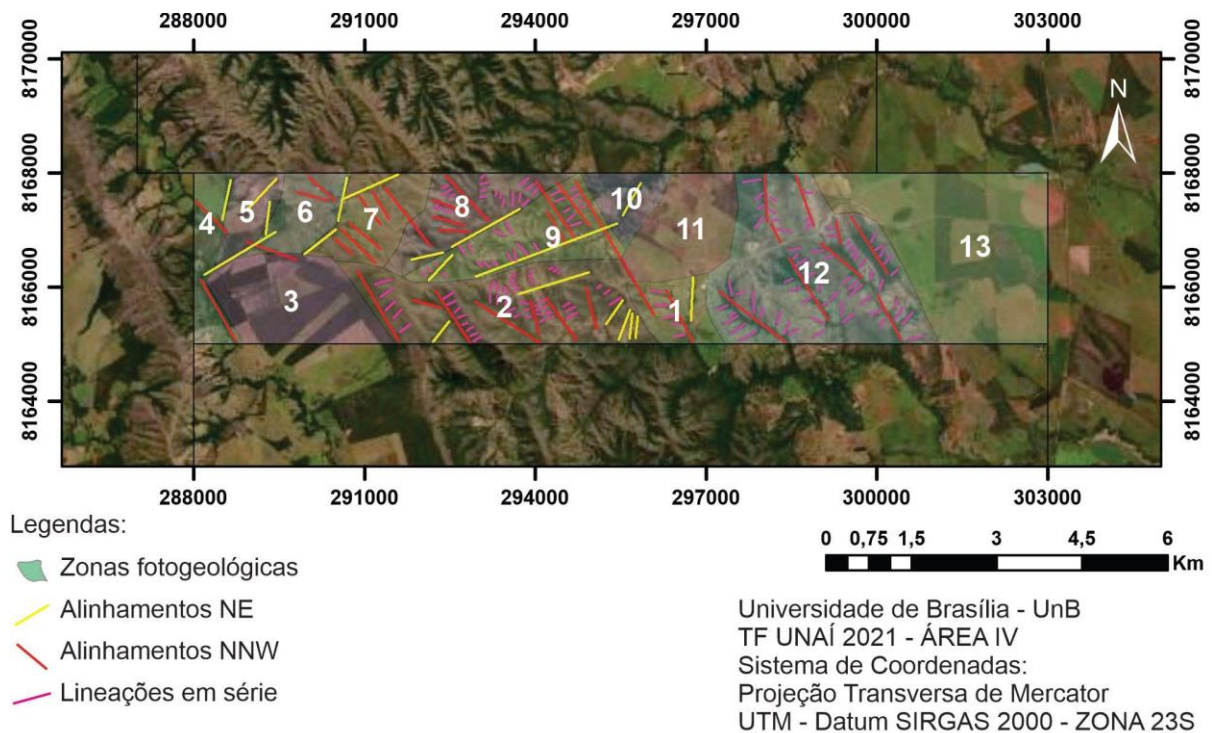 288000 291000 294000 297000 300000 303000
8170000 8170000
N
8168000 8168000
4 5 6 7 8 9 10 11 12 13
3 2 1
8166000 8166000
8164000 8164000
288000 291000 294000 297000 300000 303000
Legendas:
Zonas fotogeológicas
Alinhamentos NE
Alinhamentos NNW
Lineações em série
0 0,75 1,5 3 4,5 6
Km
Universidade de Brasília - UnB
TF UNAÍ 2021 - ÁREA IV
Sistema de Coordenadas:
Projeção Transversa de Mercator
UTM - Datum SIRGAS 2000 - ZONA 23S